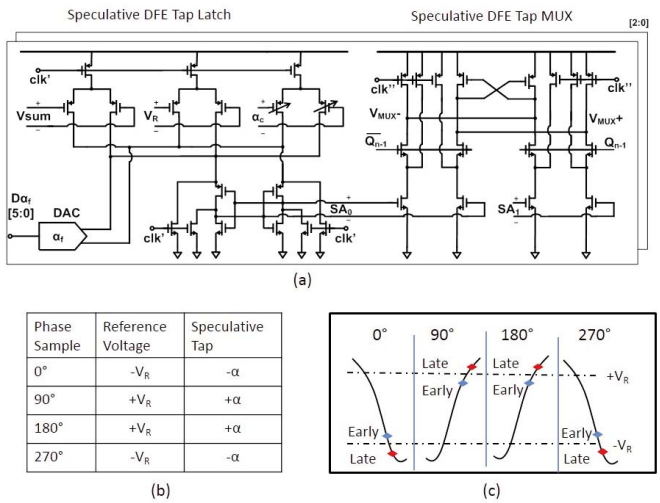 Speculative DFE Tap Latch
Speculative DFE Tap MUX
[2:0]
clk'
Vsum
+
−
VR
+
−
αc
+
−
Dαf
[5:0]
DAC
αf
clk'
clk'
SA0
+
−
clk''
clk''
VMUX-
VMUX+
Q̅n-1
Qn-1
SA1
+
−
(a)
Phase Sample | Reference Voltage | Speculative Tap
0° | -VR | -α
90° | +VR | +α
180° | +VR | +α
270° | -VR | -α
(b)
0° 90° 180° 270°
Late Late
+VR
Early Early
Early Early
-VR
Late Late
(c)